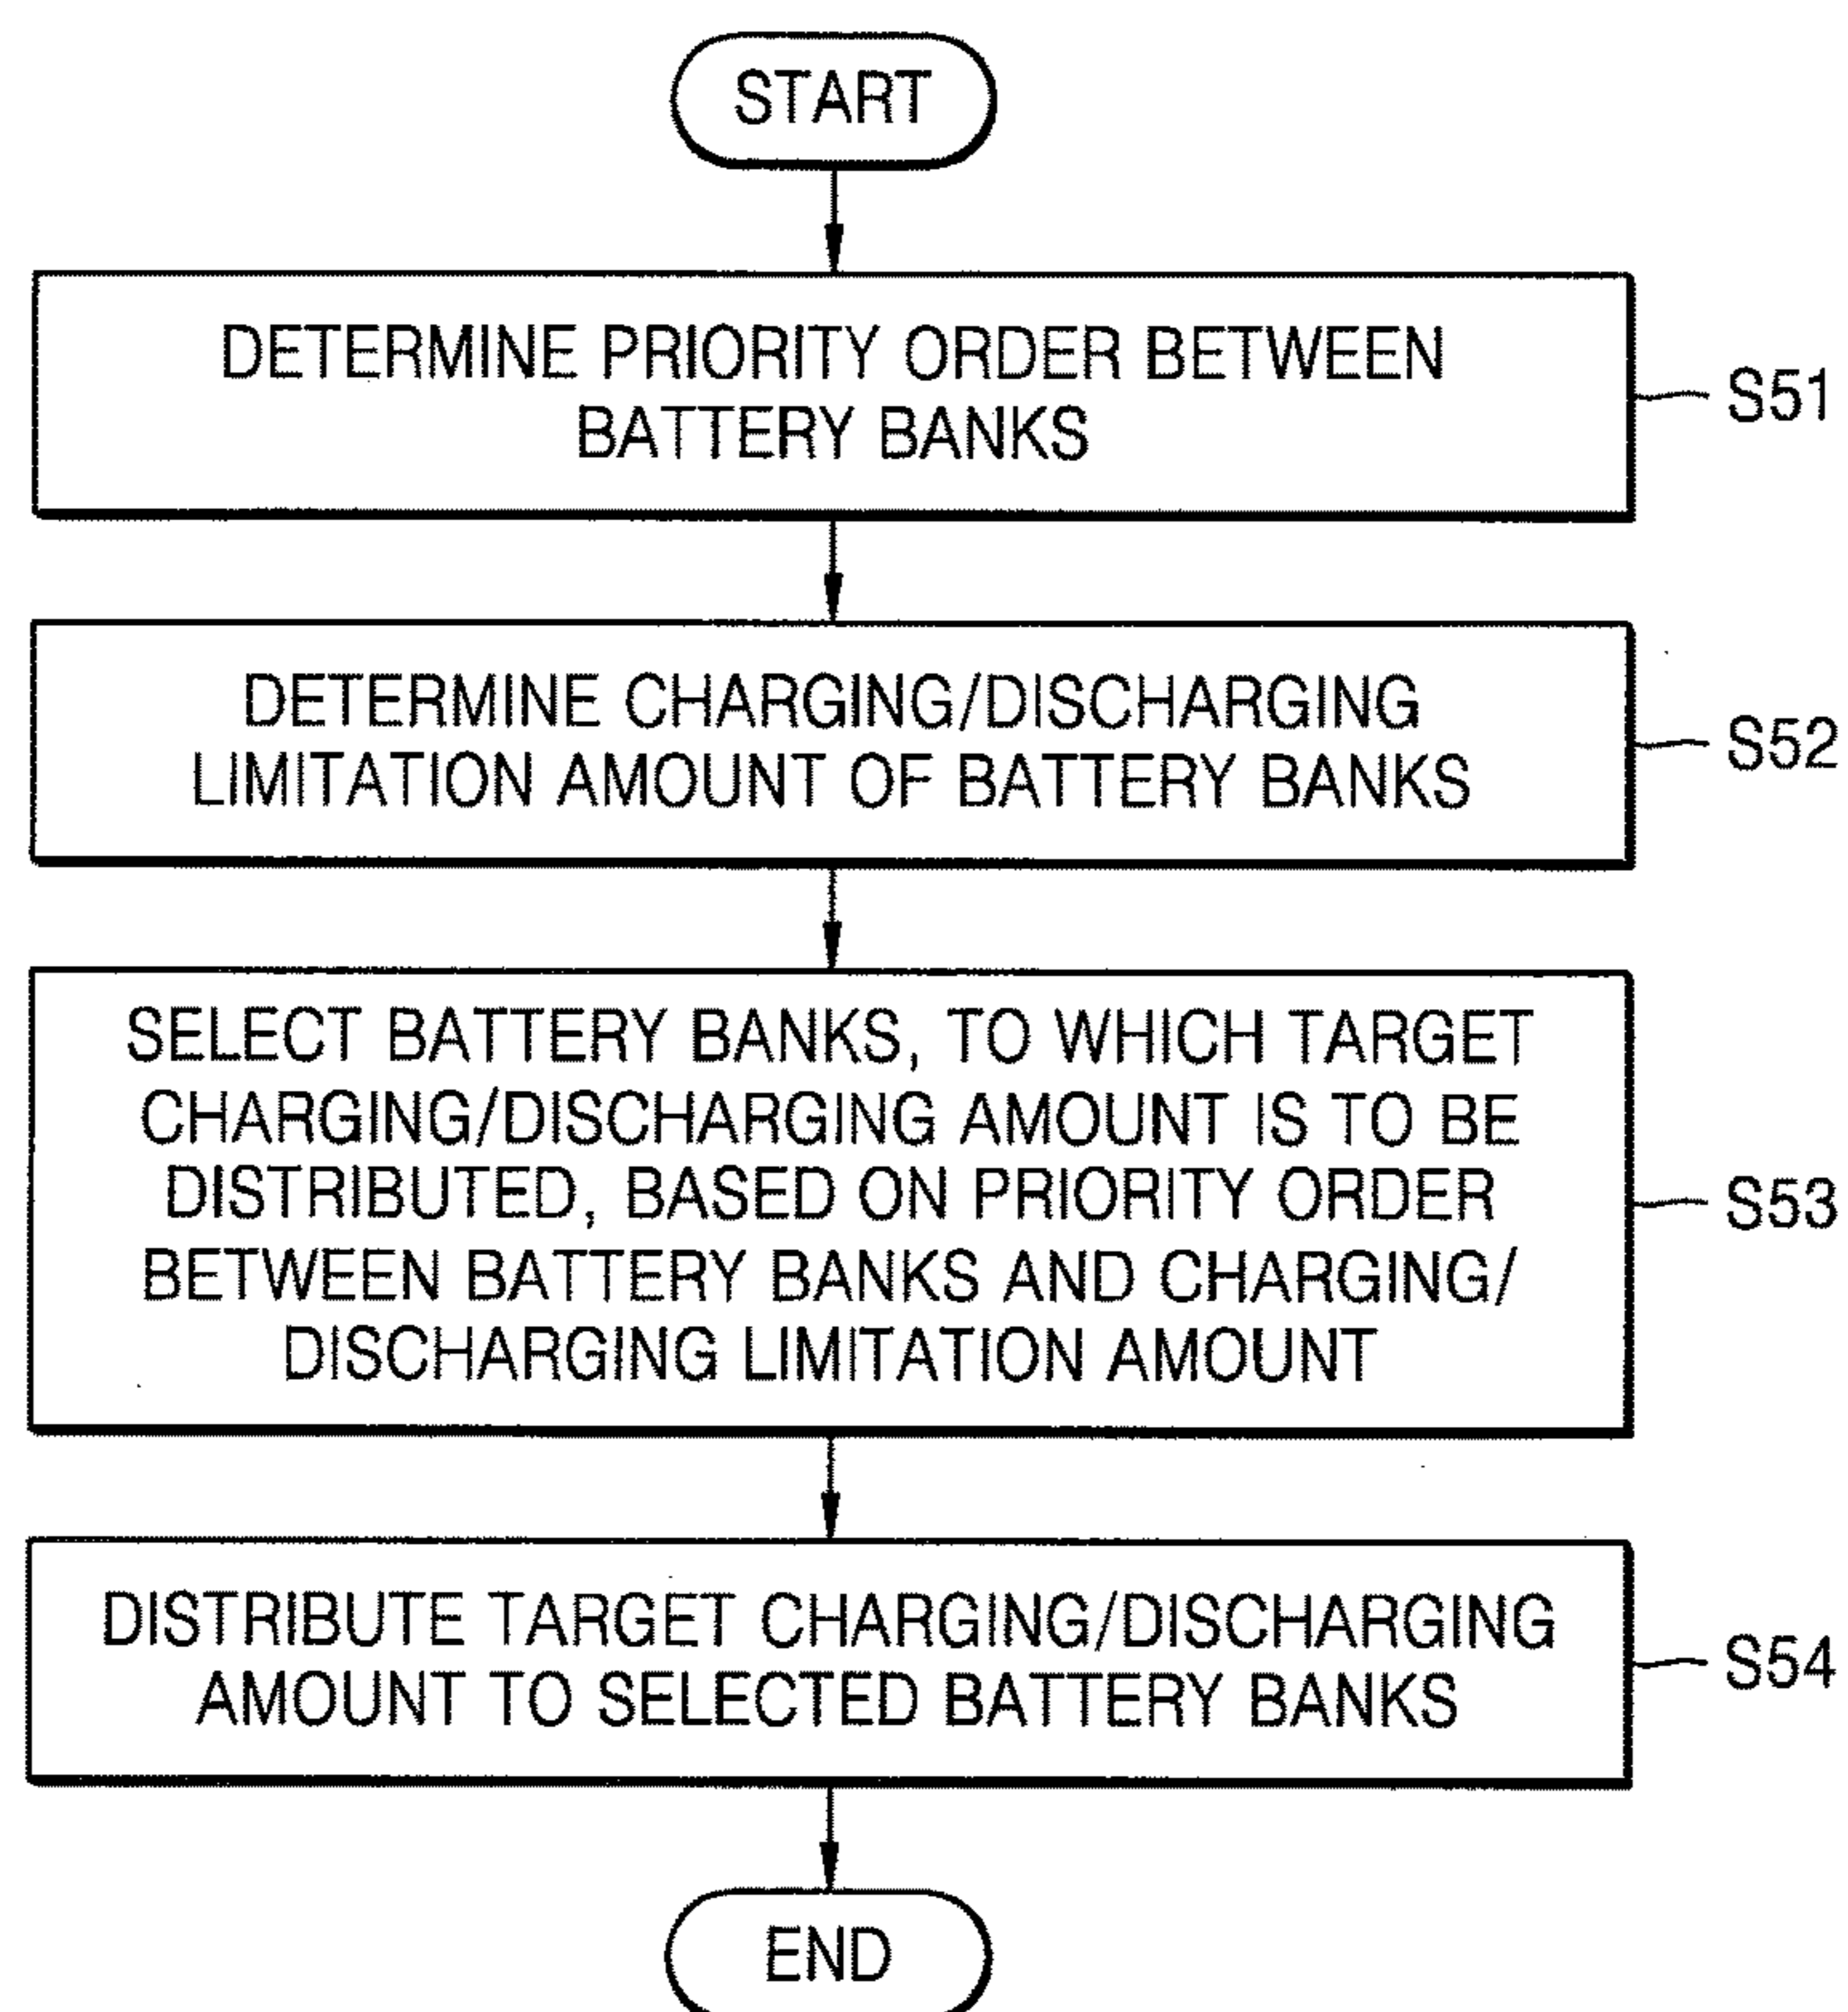 START
DETERMINE PRIORITY ORDER BETWEEN
BATTERY BANKS
S51
DETERMINE CHARGING/DISCHARGING
LIMITATION AMOUNT OF BATTERY BANKS
S52
SELECT BATTERY BANKS, TO WHICH TARGET
CHARGING/DISCHARGING AMOUNT IS TO BE
DISTRIBUTED, BASED ON PRIORITY ORDER
BETWEEN BATTERY BANKS AND CHARGING/
DISCHARGING LIMITATION AMOUNT
S53
DISTRIBUTE TARGET CHARGING/DISCHARGING
AMOUNT TO SELECTED BATTERY BANKS
S54
END